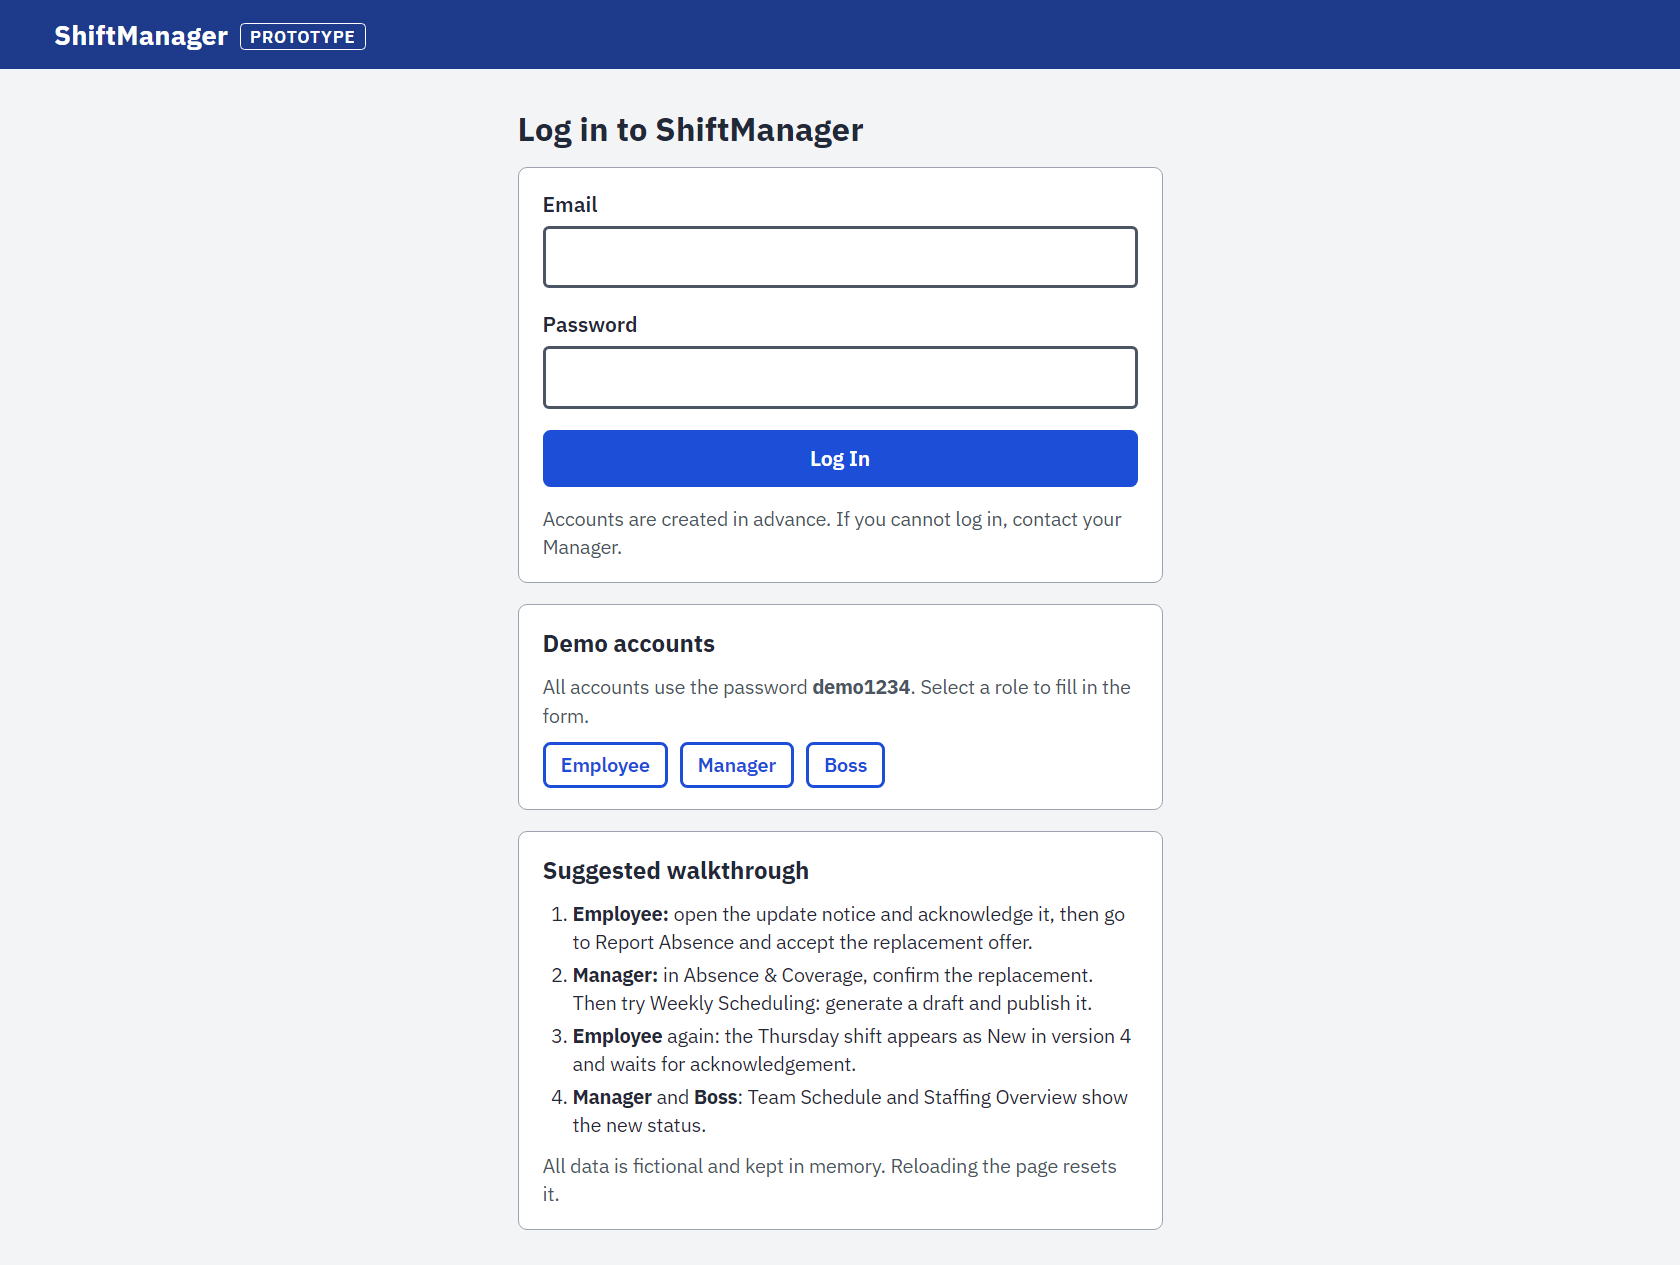 ShiftManager PROTOTYPE
Log in to ShiftManager
Email
Password
Log In
Accounts are created in advance. If you cannot log in, contact your
Manager.
Demo accounts
All accounts use the password demo1234. Select a role to fill in the
form.
Employee Manager Boss
Suggested walkthrough
1. Employee: open the update notice and acknowledge it, then go
to Report Absence and accept the replacement offer.
2. Manager: in Absence & Coverage, confirm the replacement.
Then try Weekly Scheduling: generate a draft and publish it.
3. Employee again: the Thursday shift appears as New in version 4
and waits for acknowledgement.
4. Manager and Boss: Team Schedule and Staffing Overview show
the new status.
All data is fictional and kept in memory. Reloading the page resets
it.